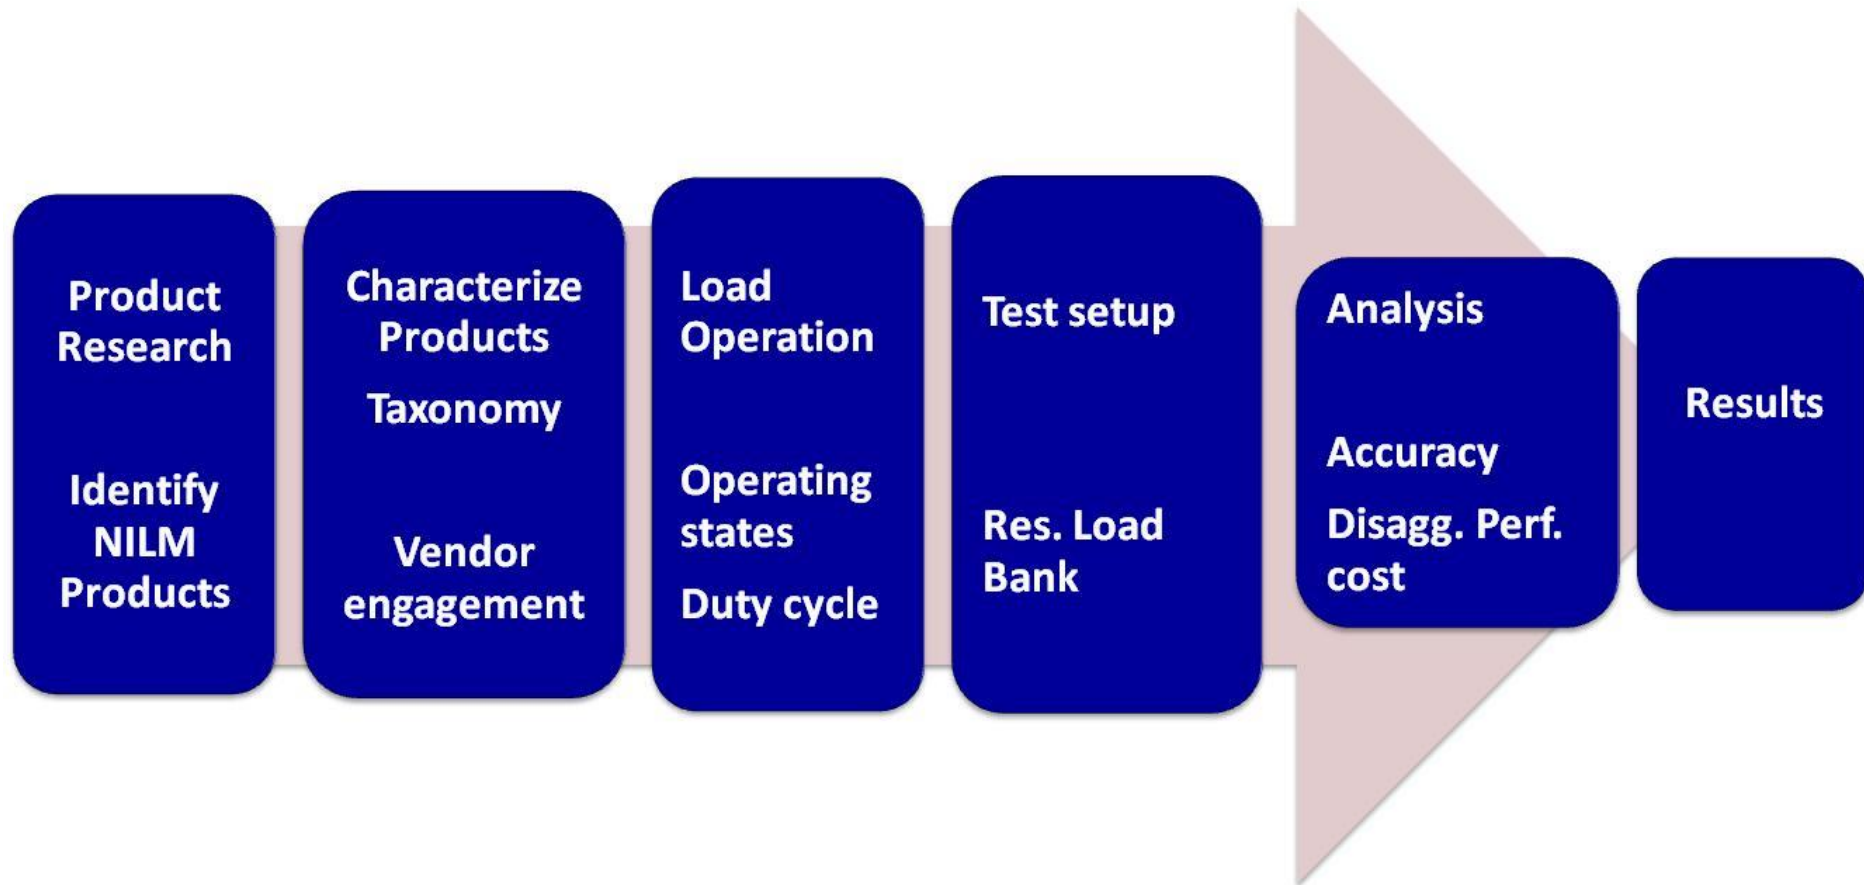 Product
Research
Identify
NILM
Products
Characterize
Products
Taxonomy
Vendor
engagement
Load
Operation
Operating
states
Duty cycle
Test setup
Res. Load
Bank
Analysis
Accuracy
Disagg. Perf.
cost
Results